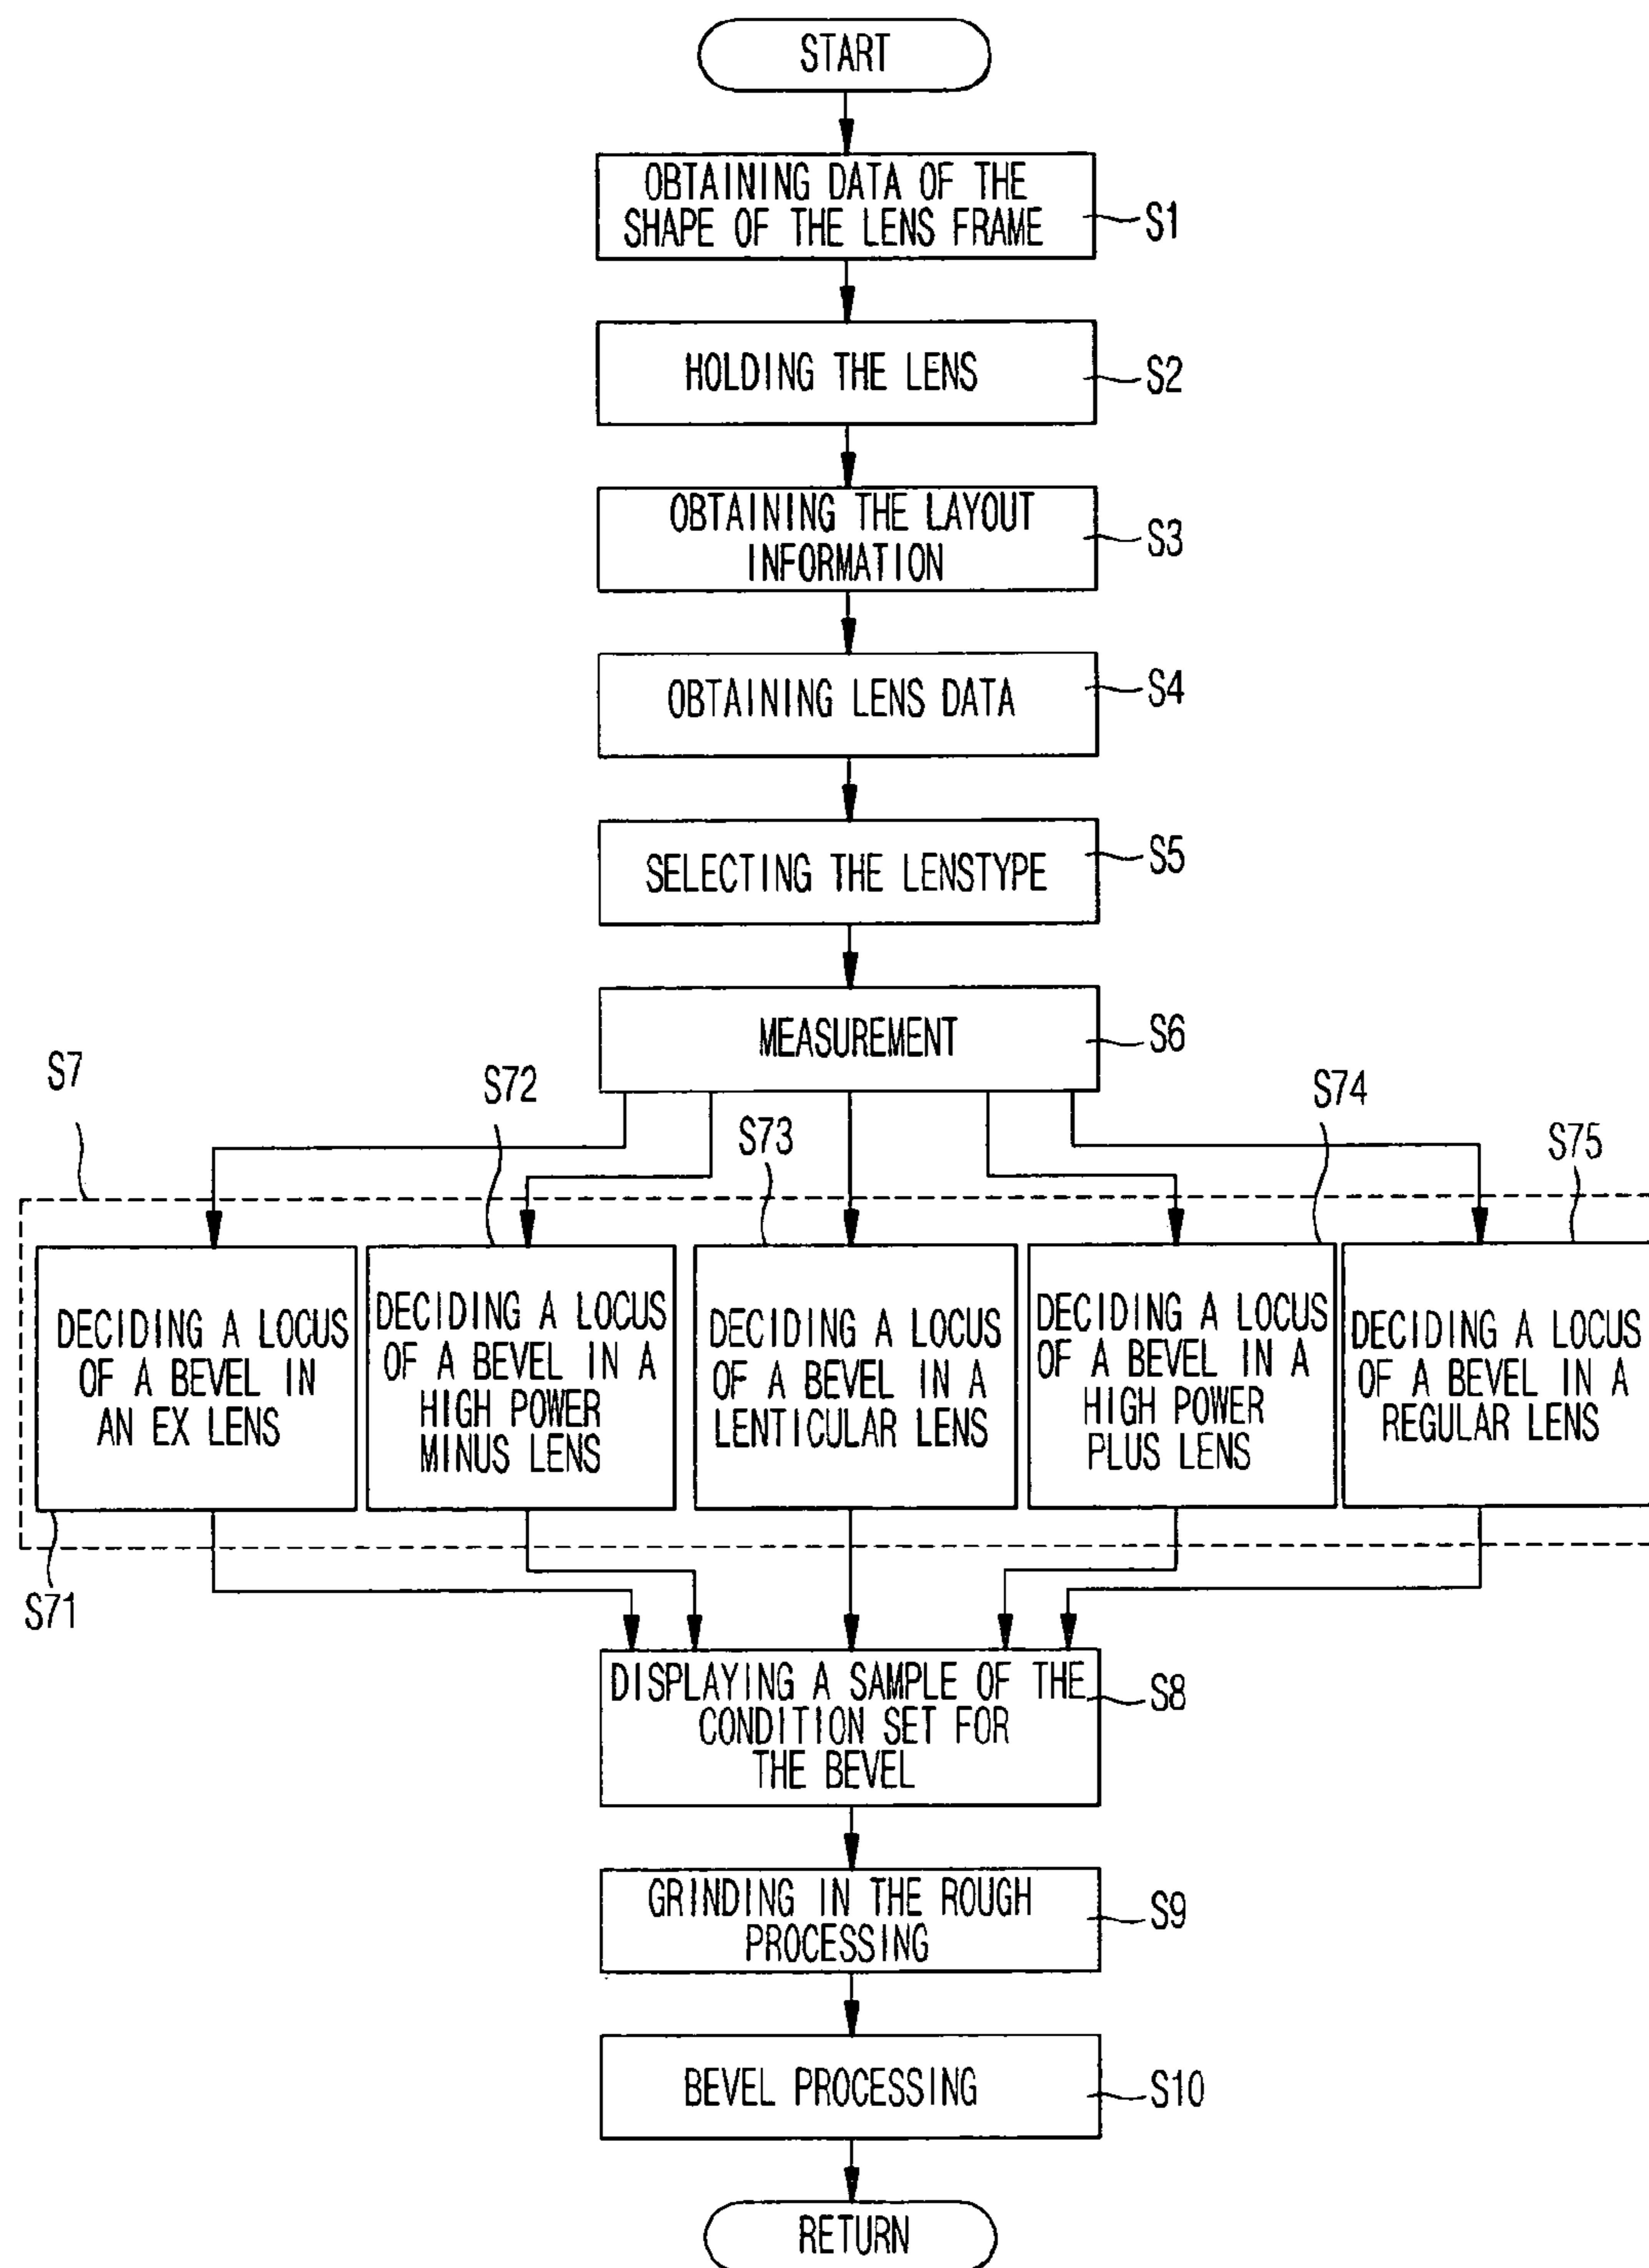 START
OBTAINING DATA OF THE
SHAPE OF THE LENS FRAME
S1
HOLDING THE LENS
S2
OBTAINING THE LAYOUT
INFORMATION
S3
OBTAINING LENS DATA
S4
SELECTING THE LENSTYPE
S5
MEASUREMENT
S6
S7
S72
S73
S74
S75
DECIDING A LOCUS
OF A BEVEL IN
AN EX LENS
DECIDING A LOCUS
OF A BEVEL IN A
HIGH POWER
MINUS LENS
DECIDING A LOCUS
OF A BEVEL IN A
LENTICULAR LENS
DECIDING A LOCUS
OF A BEVEL IN A
HIGH POWER
PLUS LENS
DECIDING A LOCUS
OF A BEVEL IN A
REGULAR LENS
S71
DISPLAYING A SAMPLE OF THE
CONDITION SET FOR
THE BEVEL
S8
GRINDING IN THE ROUGH
PROCESSING
S9
BEVEL PROCESSING
S10
RETURN